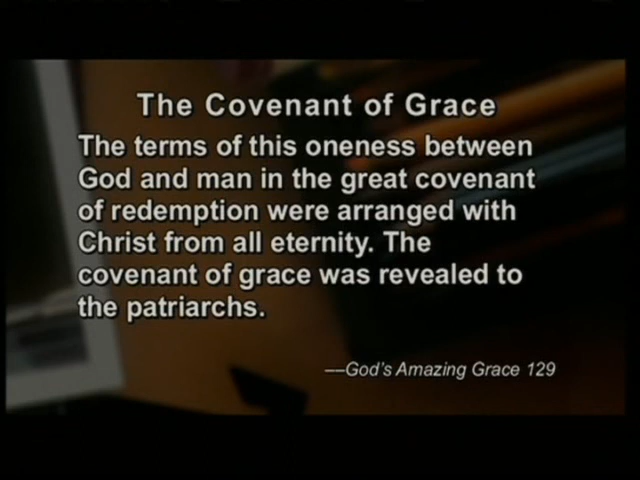 The Covenant of Grace
The terms of this oneness between
God and man in the great covenant
of redemption were arranged with
Christ from all eternity. The
covenant of grace was revealed to
the patriarchs.
—God's Amazing Grace 129